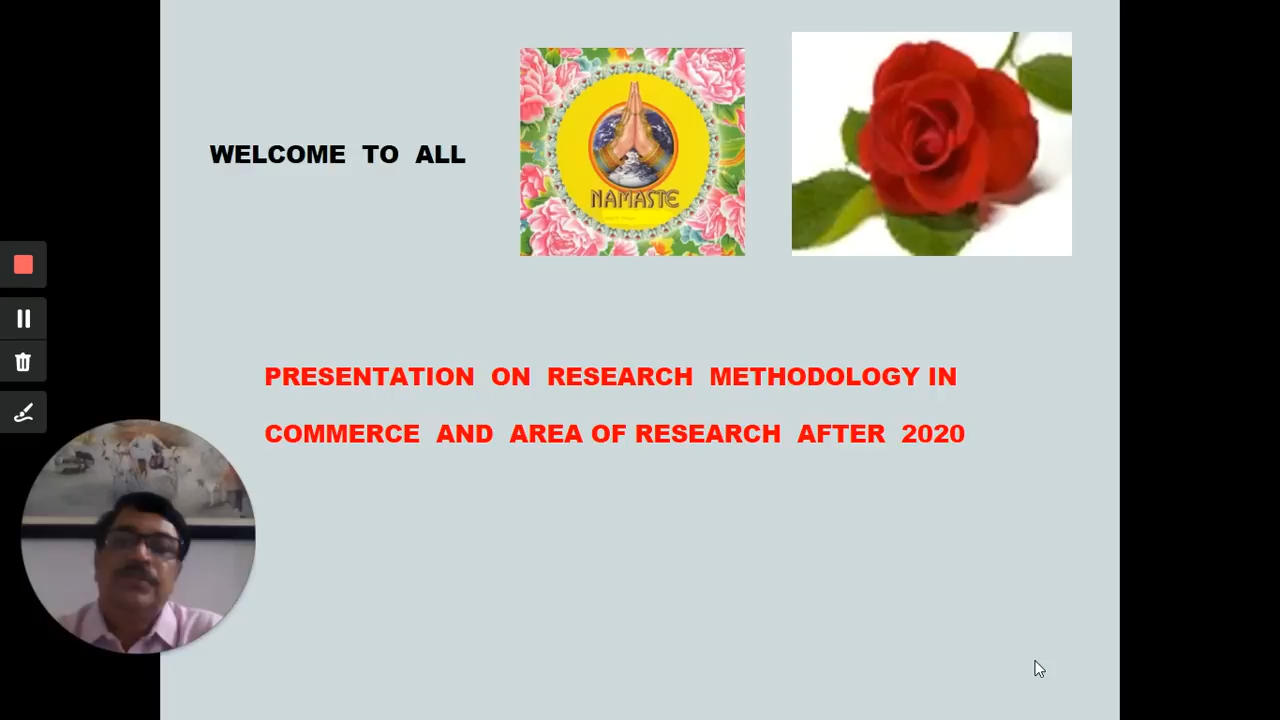 WELCOME TO ALL
NAMASTE
PRESENTATION ON RESEARCH METHODOLOGY IN
COMMERCE AND AREA OF RESEARCH AFTER 2020